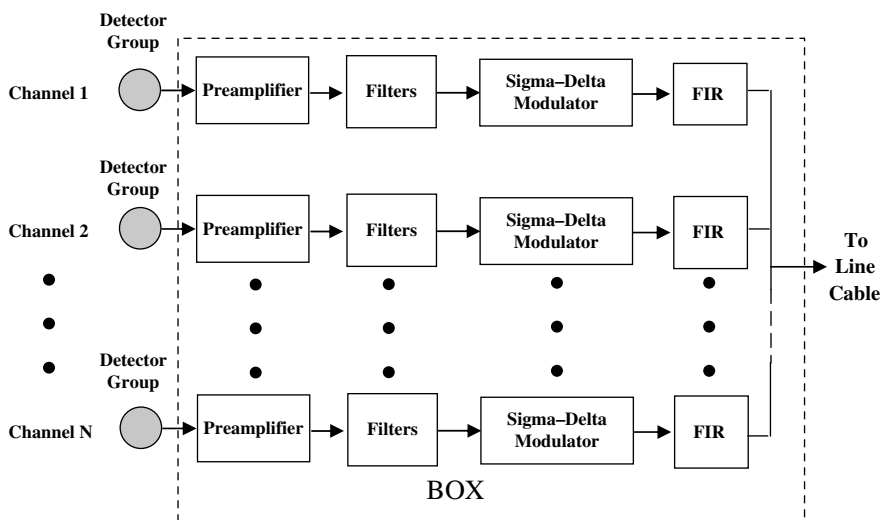 Detector
Group
Channel 1
Preamplifier
Filters
Sigma–Delta
Modulator
FIR
Detector
Group
Channel 2
Preamplifier
Filters
Sigma–Delta
Modulator
FIR
To
Line
Cable
Detector
Group
Channel N
Preamplifier
Filters
Sigma–Delta
Modulator
FIR
BOX